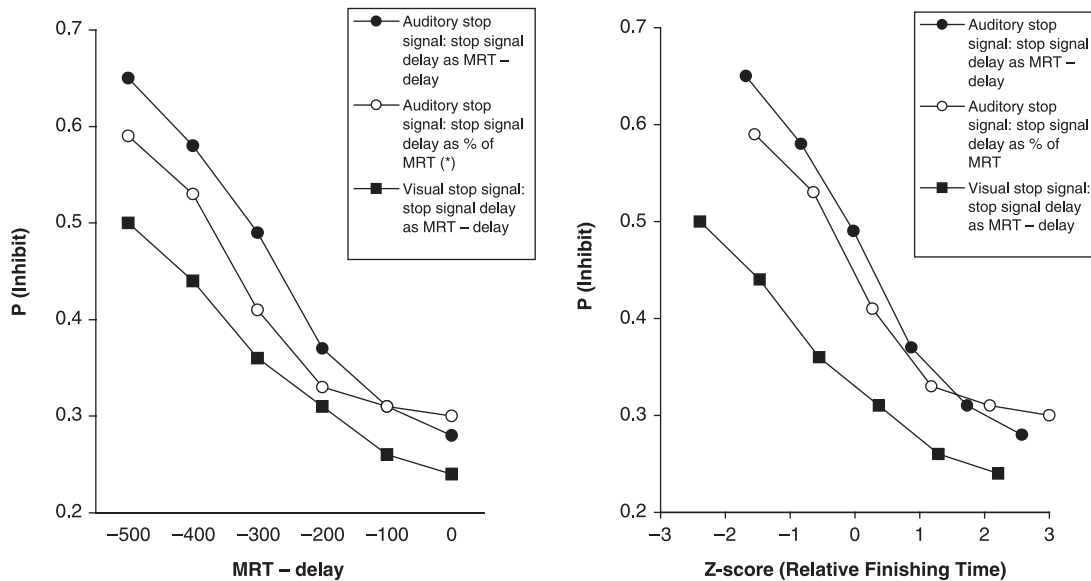 0.7
0.6
0.5
0.4
0.3
0.2
P (Inhibit)
–500 –400 –300 –200 –100 0
MRT – delay
Auditory stop
signal: stop signal
delay as MRT –
delay
Auditory stop
signal: stop signal
delay as % of
MRT (*)
Visual stop signal:
stop signal delay
as MRT – delay
0.7
0.6
0.5
0.4
0.3
0.2
P (Inhibit)
–3 –2 –1 0 1 2 3
Z-score (Relative Finishing Time)
Auditory stop
signal: stop signal
delay as MRT –
delay
Auditory stop
signal: stop signal
delay as % of
MRT
Visual stop signal:
stop signal delay
as MRT – delay